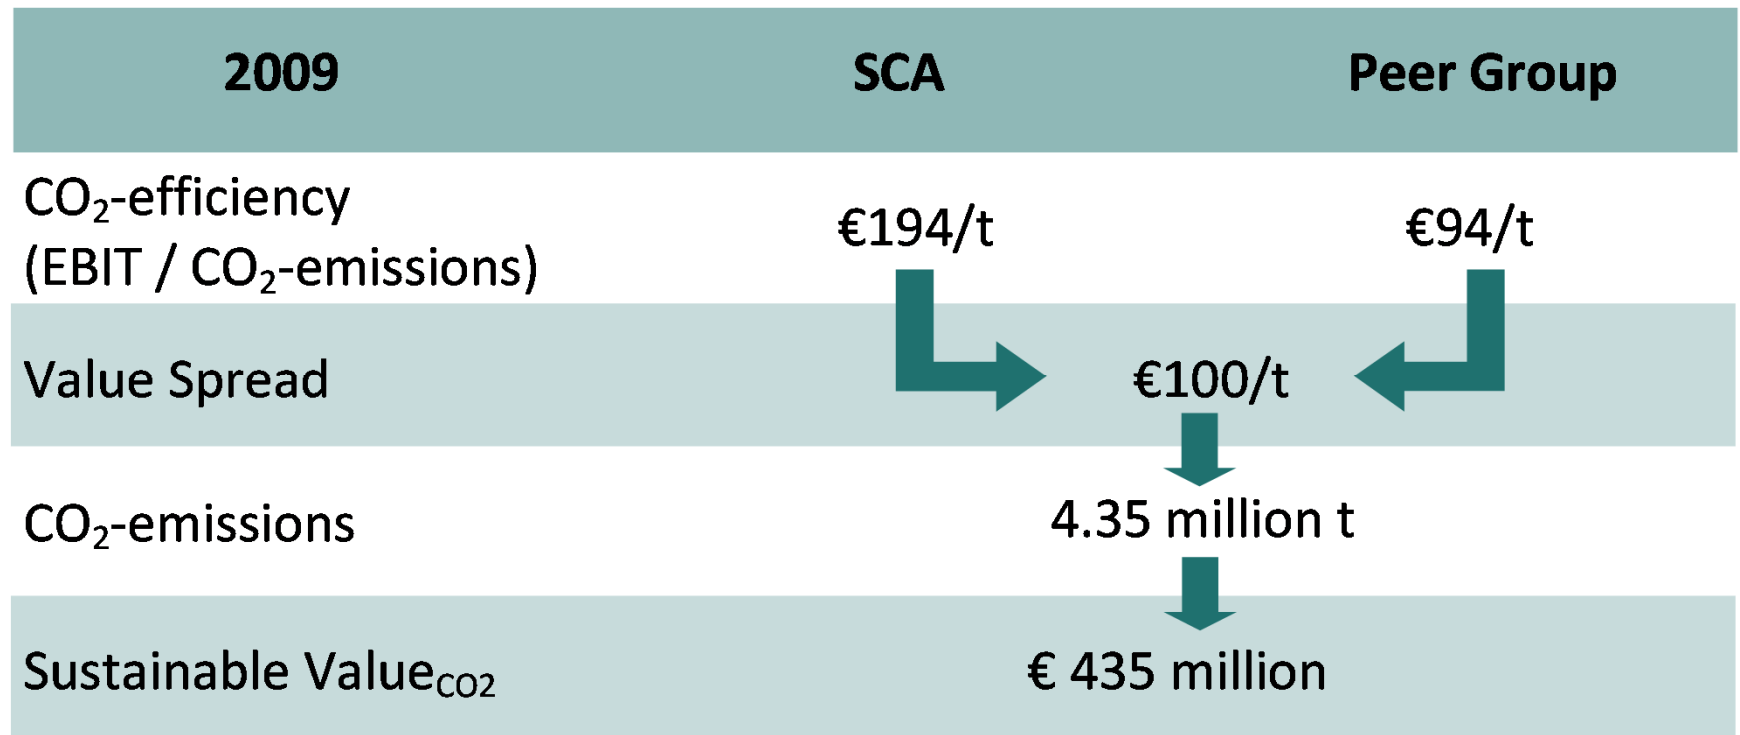 2009 SCA Peer Group
CO₂-efficiency
(EBIT / CO₂-emissions)
€194/t €94/t
Value Spread €100/t
CO₂-emissions 4.35 million t
Sustainable Value_CO2 € 435 million